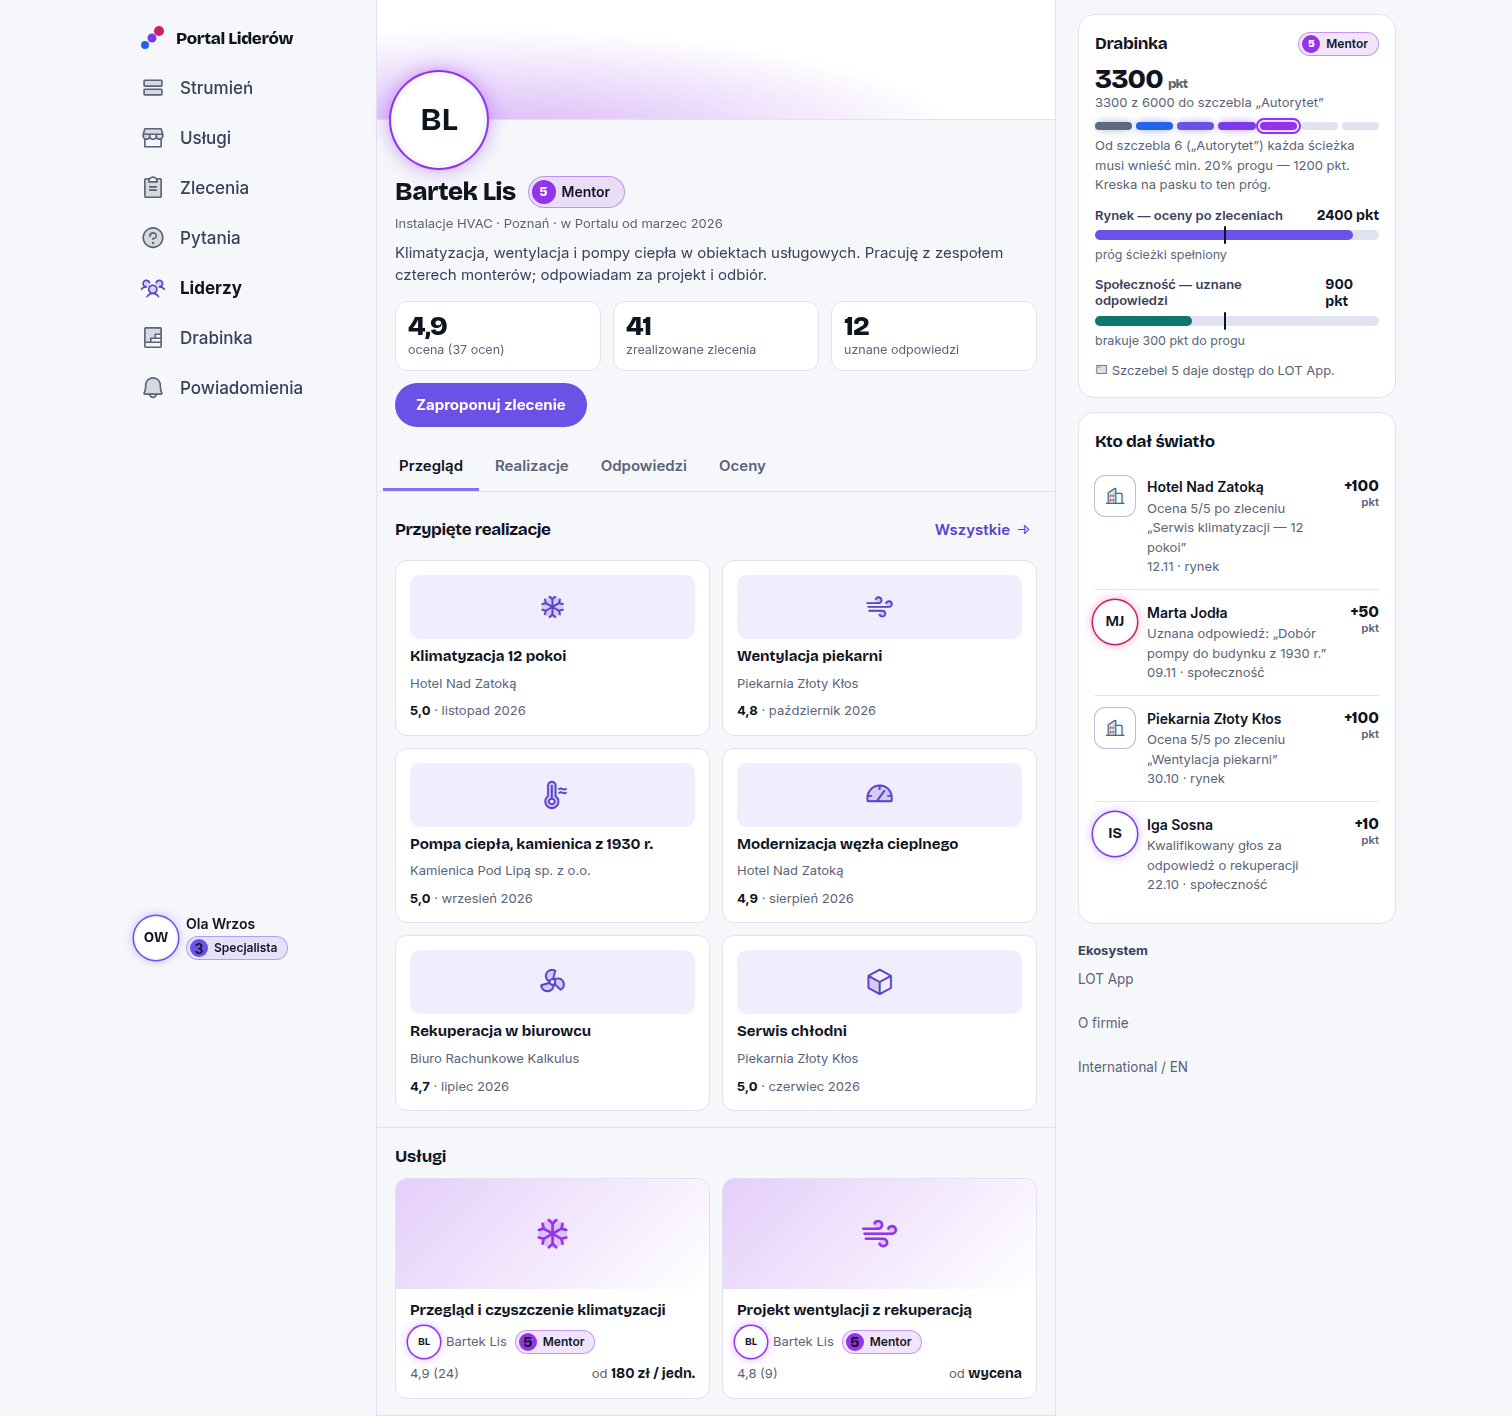 Portal Liderów
Strumień
Usługi
Zlecenia
Pytania
Liderzy
Drabinka
Powiadomienia
OW
Ola Wrzos
3 Specjalista
BL
Bartek Lis
5 Mentor
Instalacje HVAC · Poznań · w Portalu od marzec 2026
Klimatyzacja, wentylacja i pompy ciepła w obiektach usługowych. Pracuję z zespołem
czterech monterów; odpowiadam za projekt i odbiór.
4,9
ocena (37 ocen)
41
zrealizowane zlecenia
12
uznane odpowiedzi
Zaproponuj zlecenie
Przegląd
Realizacje
Odpowiedzi
Oceny
Przypięte realizacje
Wszystkie
Klimatyzacja 12 pokoi
Hotel Nad Zatoką
5,0 · listopad 2026
Wentylacja piekarni
Piekarnia Złoty Kłos
4,8 · październik 2026
Pompa ciepła, kamienica z 1930 r.
Kamienica Pod Lipą sp. z o.o.
5,0 · wrzesień 2026
Modernizacja węzła cieplnego
Hotel Nad Zatoką
4,9 · sierpień 2026
Rekuperacja w biurowcu
Biuro Rachunkowe Kalkulus
4,7 · lipiec 2026
Serwis chłodni
Piekarnia Złoty Kłos
5,0 · czerwiec 2026
Usługi
Przegląd i czyszczenie klimatyzacji
BL Bartek Lis 5 Mentor
4,9 (24) od 180 zł / jedn.
Projekt wentylacji z rekuperacją
BL Bartek Lis 5 Mentor
4,8 (9) od wycena
Drabinka
5 Mentor
3300 pkt
3300 z 6000 do szczebla „Autorytet”
Od szczebla 6 („Autorytet”) każda ścieżka
musi wnieść min. 20% progu — 1200 pkt.
Kreska na pasku to ten próg.
Rynek — oceny po zleceniach 2400 pkt
próg ścieżki spełniony
Społeczność — uznane
odpowiedzi
900
pkt
brakuje 300 pkt do progu
Szczebel 5 daje dostęp do LOT App.
Kto dał światło
Hotel Nad Zatoką
+100
pkt
Ocena 5/5 po zleceniu
„Serwis klimatyzacji — 12
pokoi”
12.11 · rynek
MJ
Marta Jodła
+50
pkt
Uznana odpowiedź: „Dobór
pompy do budynku z 1930 r.”
09.11 · społeczność
Piekarnia Złoty Kłos
+100
pkt
Ocena 5/5 po zleceniu
„Wentylacja piekarni”
30.10 · rynek
IS
Iga Sosna
+10
pkt
Kwalifikowany głos za
odpowiedź o rekuperacji
22.10 · społeczność
Ekosystem
LOT App
O firmie
International / EN